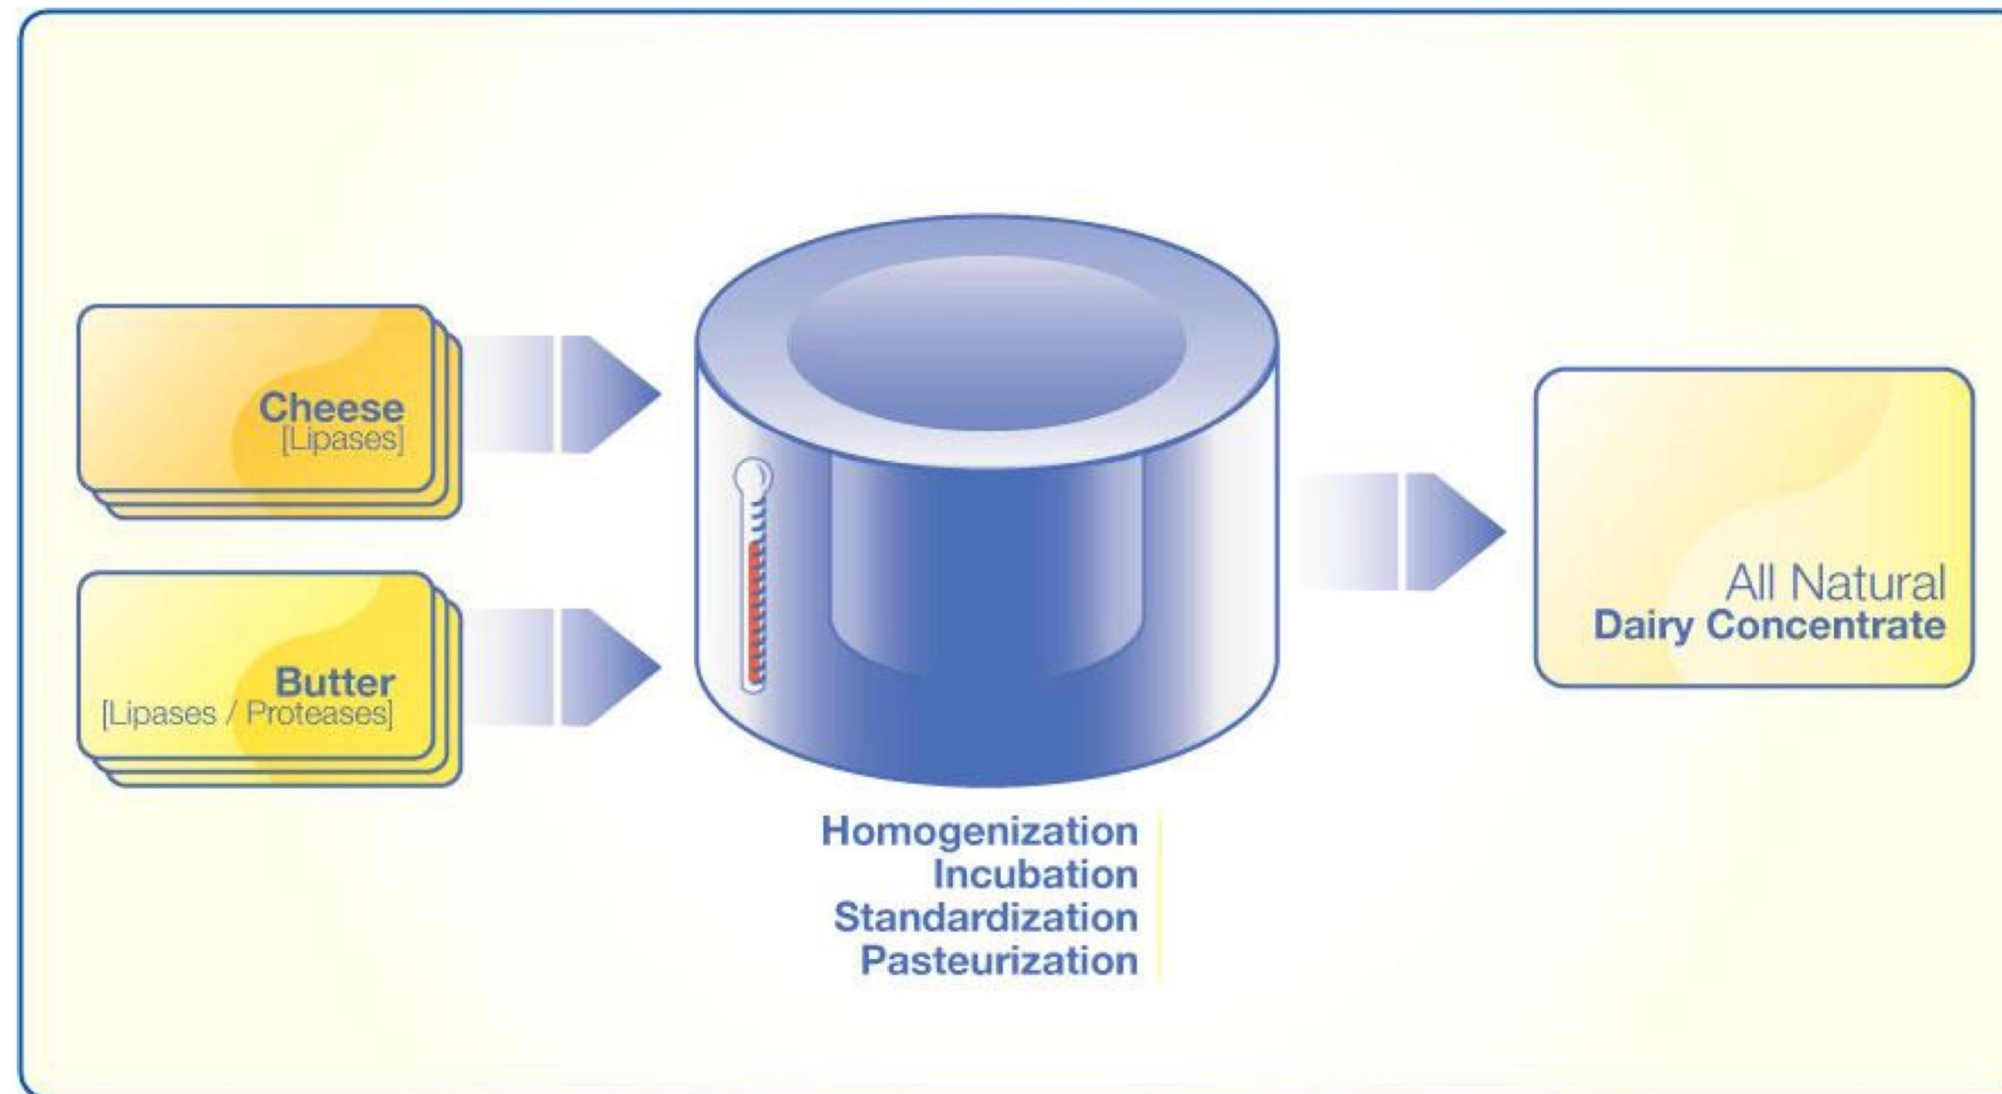 Cheese
[Lipases]
Butter
[Lipases / Proteases]
Homogenization
Incubation
Standardization
Pasteurization
All Natural
Dairy Concentrate